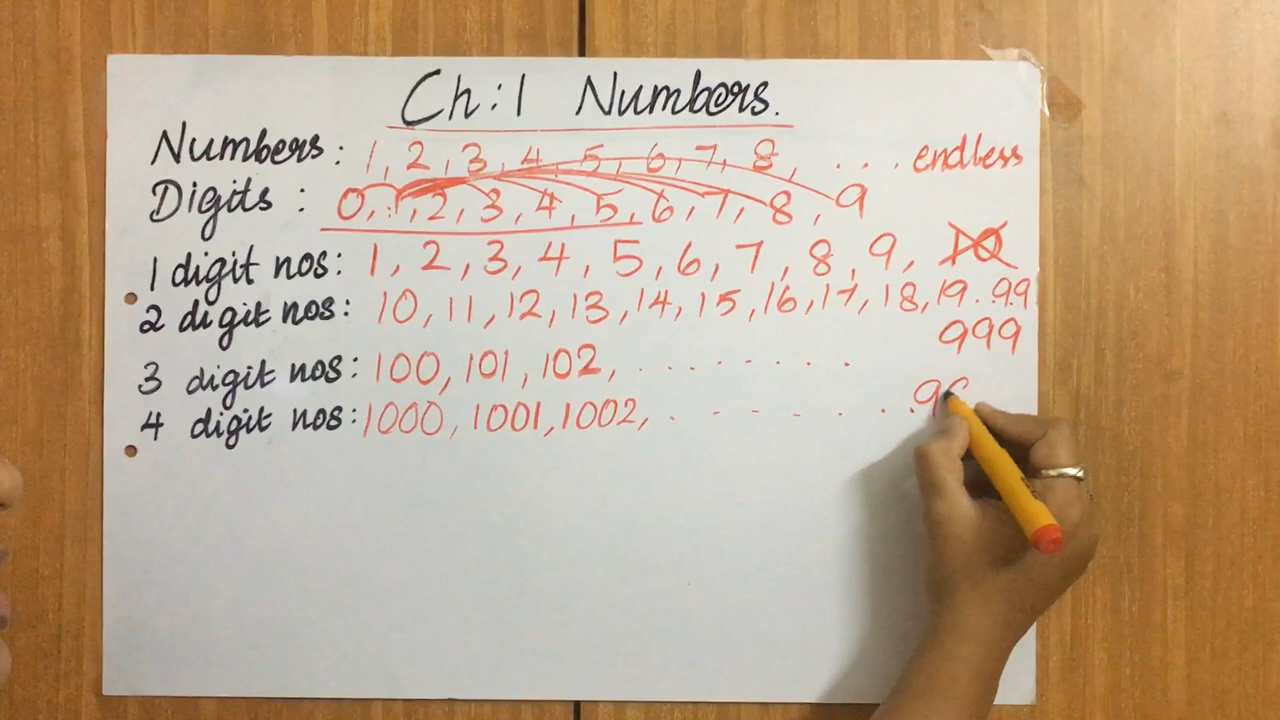 Ch:1 Numbers.
Numbers: 1, 2, 3, 4, 5, 6, 7, 8, . . . endless
Digits : 0, 1, 2, 3, 4, 5, 6, 7, 8, 9
1 digit nos: 1, 2, 3, 4, 5, 6, 7, 8, 9, 10
2 digit nos: 10, 11, 12, 13, 14, 15, 16, 17, 18, 19 . 99
3 digit nos: 100, 101, 102, . . . . . . . 999
4 digit nos: 1000, 1001, 1002, . - - - . . . 99